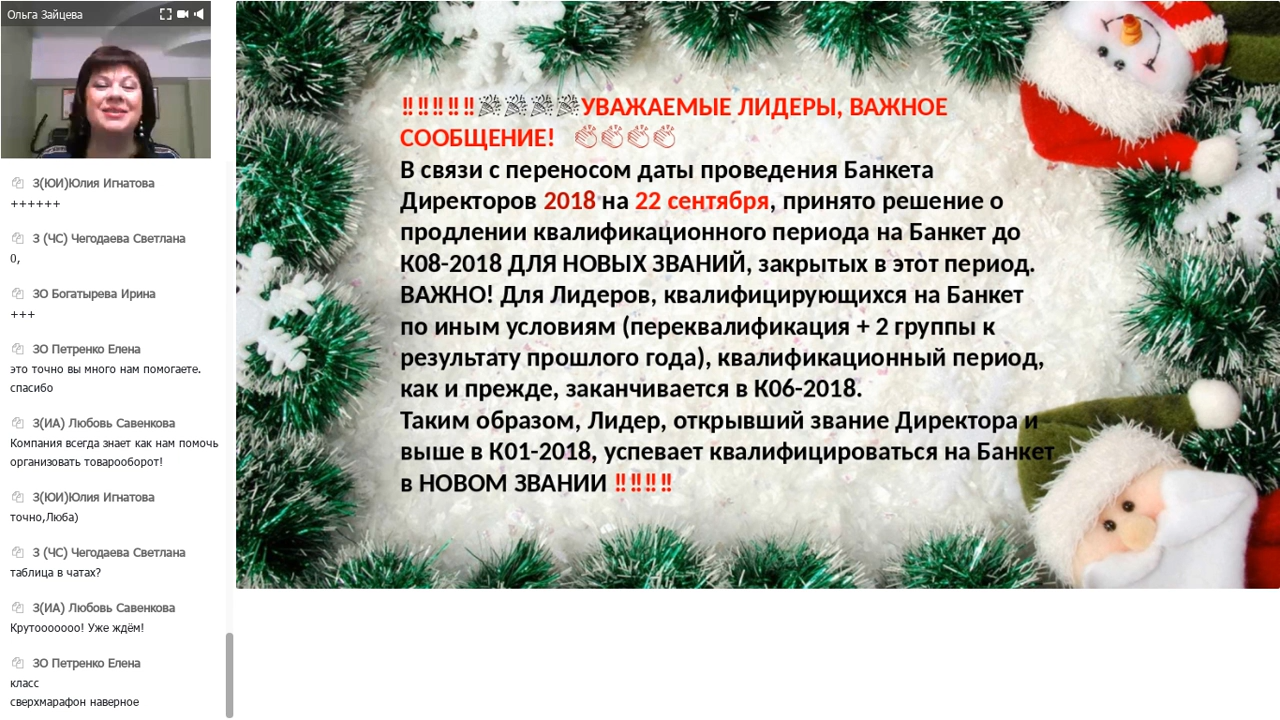 Ольга Зайцева
З(ЮИ)Юлия Игнатова
++++++
З (ЧС) Чегодаева Светлана
0,
ЗО Богатырева Ирина
+++
ЗО Петренко Елена
это точно вы много нам помогаете.
спасибо
З(ИА) Любовь Савенкова
Компания всегда знает как нам помочь
организовать товарооборот!
З(ЮИ)Юлия Игнатова
точно,Люба)
З (ЧС) Чегодаева Светлана
таблица в чатах?
З(ИА) Любовь Савенкова
Крутооооооо! Уже ждём!
ЗО Петренко Елена
класс
сверхмарафон наверное
‼‼‼‼‼🎉🎉🎉🎉УВАЖАЕМЫЕ ЛИДЕРЫ, ВАЖНОЕ
СООБЩЕНИЕ! 👏👏👏👏
В связи с переносом даты проведения Банкета
Директоров 2018 на 22 сентября, принято решение о
продлении квалификационного периода на Банкет до
К08-2018 ДЛЯ НОВЫХ ЗВАНИЙ, закрытых в этот период.
ВАЖНО! Для Лидеров, квалифицирующихся на Банкет
по иным условиям (переквалификация + 2 группы к
результату прошлого года), квалификационный период,
как и прежде, заканчивается в К06-2018.
Таким образом, Лидер, открывший звание Директора и
выше в К01-2018, успевает квалифицироваться на Банкет
в НОВОМ ЗВАНИИ ‼‼‼‼